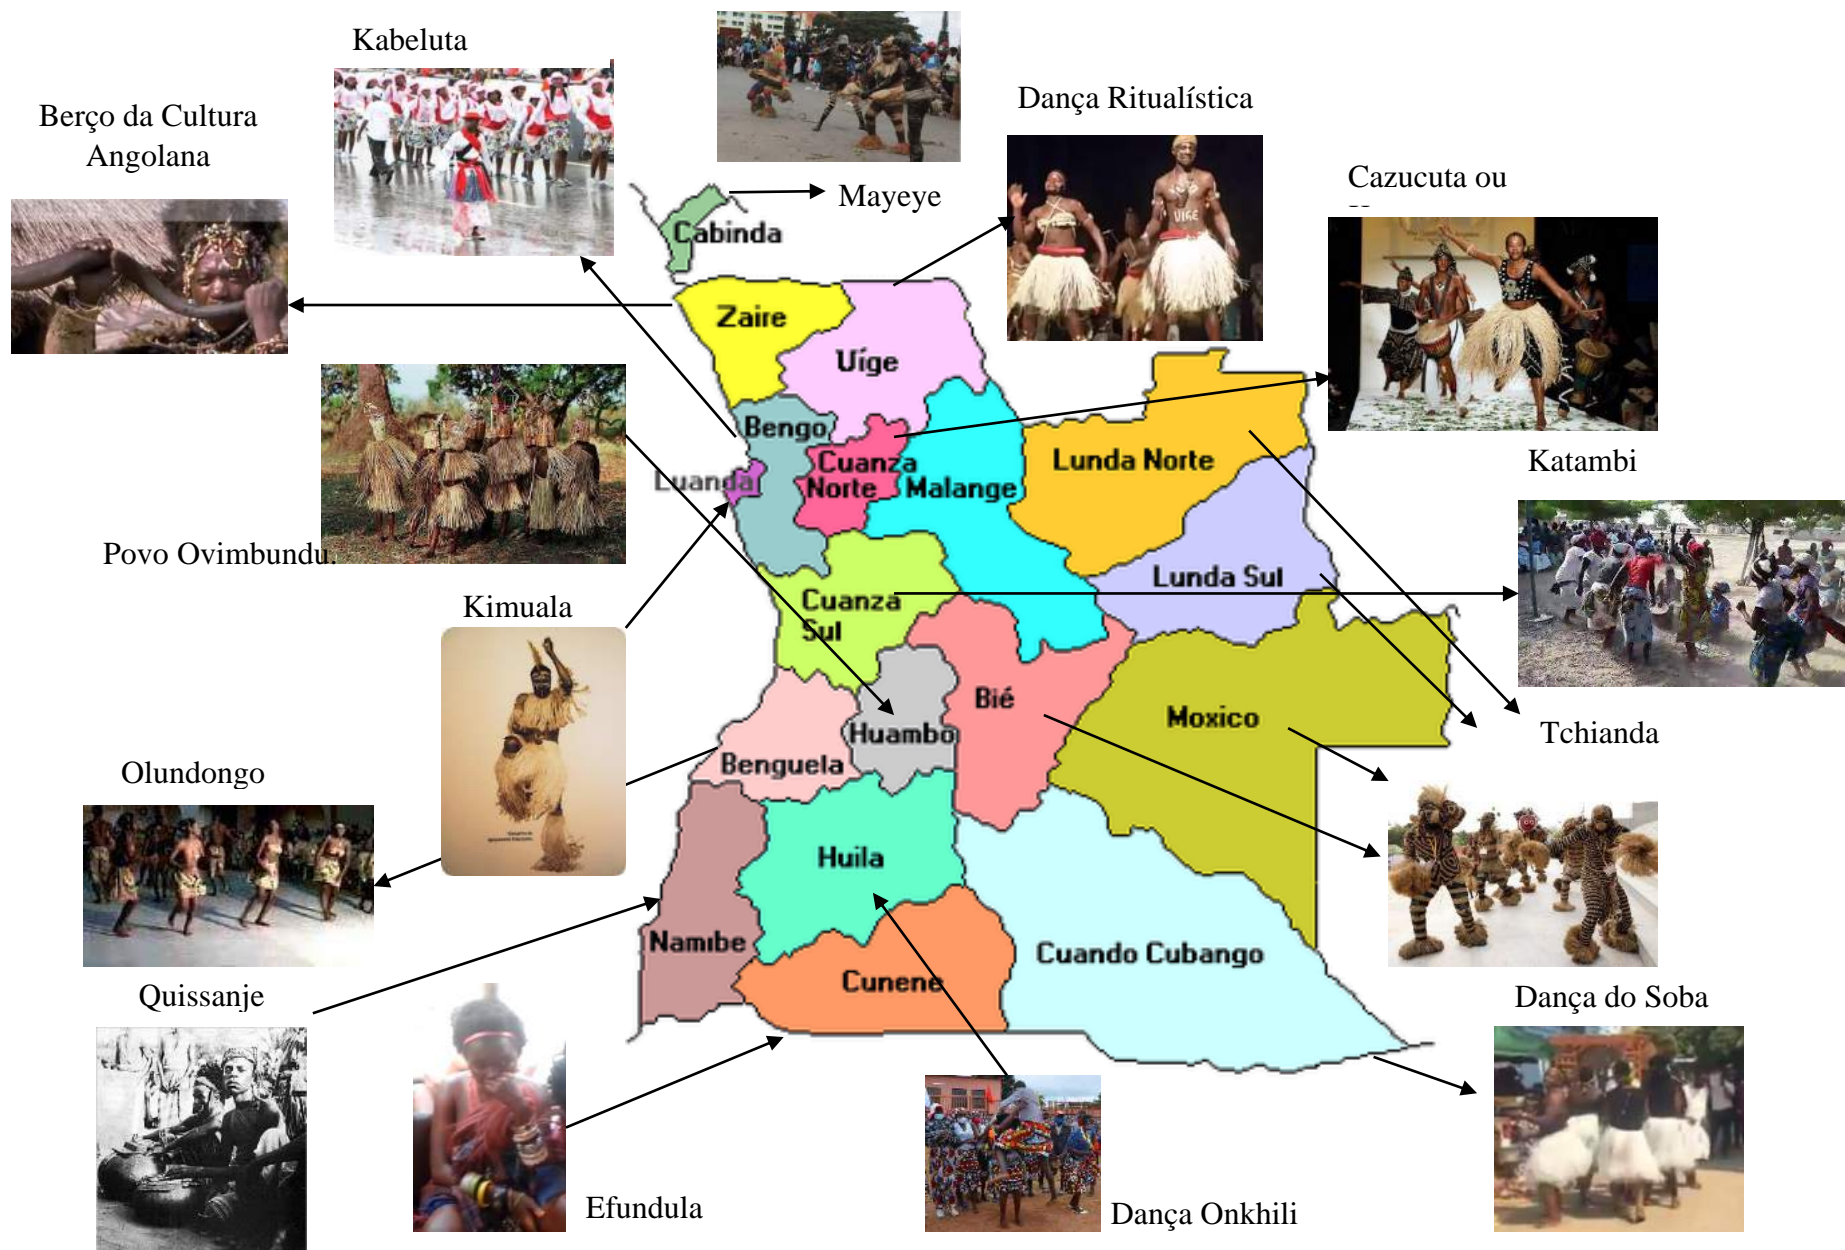 Kabeluta
Dança Ritualística
Berço da Cultura
Angolana
Cazucuta ou
Mayeye
Cabinda
UIGE
Zaire
Uíge
Bengo
Cuanza
Norte
Malange
Lunda Norte
Luanda
Katambi
Povo Ovimbundu.
Lunda Sul
Kimuala
Cuanza
Sul
Bié
Moxico
Huambo
Tchianda
Benguela
Olundongo
Huila
Namibe
Cuando Cubango
Cunene
Quissanje
Dança do Soba
Efundula
Dança Onkhili